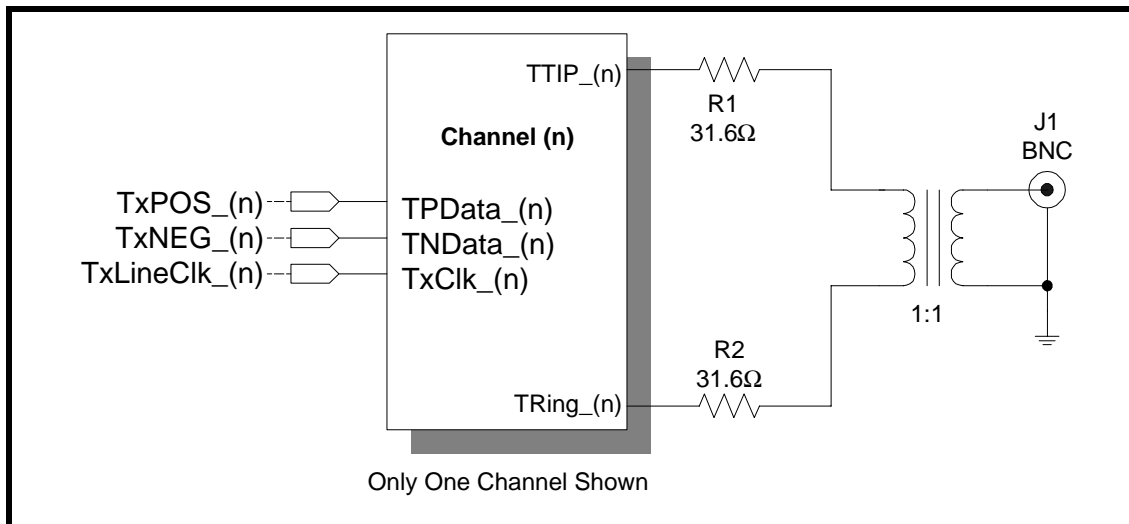 TTIP_(n)
R1
31.6Ω
Channel (n)
J1
BNC
TxPOS_(n)
TPData_(n)
TxNEG_(n)
TNData_(n)
TxLineClk_(n)
TxClk_(n)
1:1
R2
31.6Ω
TRing_(n)
Only One Channel Shown